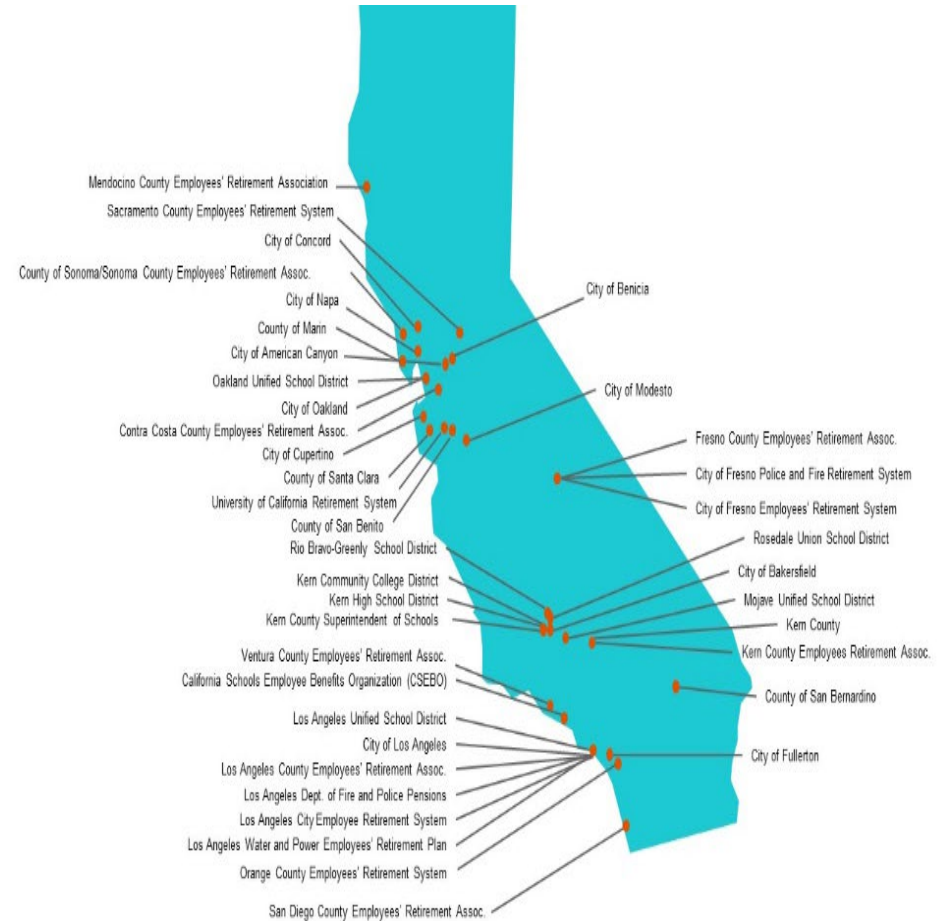 Mendocino County Employees' Retirement Association
Sacramento County Employees' Retirement System
City of Concord
County of Sonoma/Sonoma County Employees' Retirement Assoc.
City of Napa
County of Marin
City of American Canyon
Oakland Unified School District
City of Oakland
Contra Costa County Employees' Retirement Assoc.
City of Cupertino
County of Santa Clara
University of California Retirement System
County of San Benito
Rio Bravo-Greenly School District
Kern Community College District
Kern High School District
Kern County Superintendent of Schools
Ventura County Employees' Retirement Assoc.
California Schools Employee Benefits Organization (CSEBO)
Los Angeles Unified School District
City of Los Angeles
Los Angeles County Employees' Retirement Assoc.
Los Angeles Dept. of Fire and Police Pensions
Los Angeles City Employee Retirement System
Los Angeles Water and Power Employees' Retirement Plan
Orange County Employees' Retirement System
San Diego County Employees' Retirement Assoc.
City of Benicia
City of Modesto
Fresno County Employees' Retirement Assoc.
City of Fresno Police and Fire Retirement System
City of Fresno Employees' Retirement System
Rosedale Union School District
City of Bakersfield
Mojave Unified School District
Kern County
Kern County Employees Retirement Assoc.
County of San Bernardino
City of Fullerton